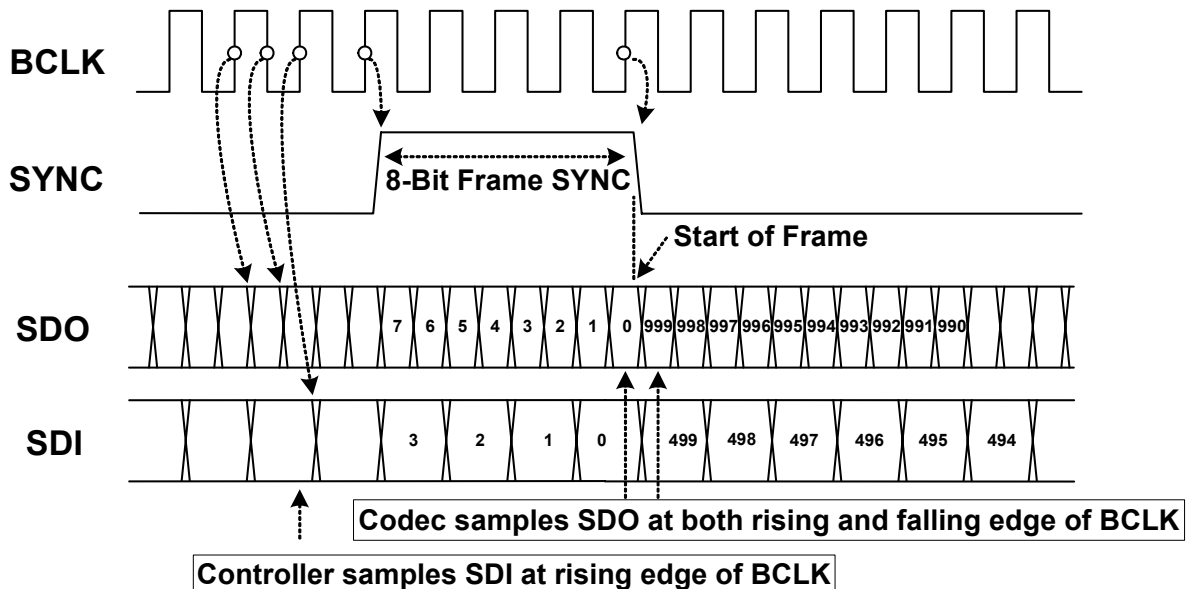 BCLK
SYNC
8-Bit Frame SYNC
Start of Frame
SDO
7 6 5 4 3 2 1 0 999 998 997 996 995 994 993 992 991 990
SDI
3 2 1 0 499 498 497 496 495 494
Codec samples SDO at both rising and falling edge of BCLK
Controller samples SDI at rising edge of BCLK